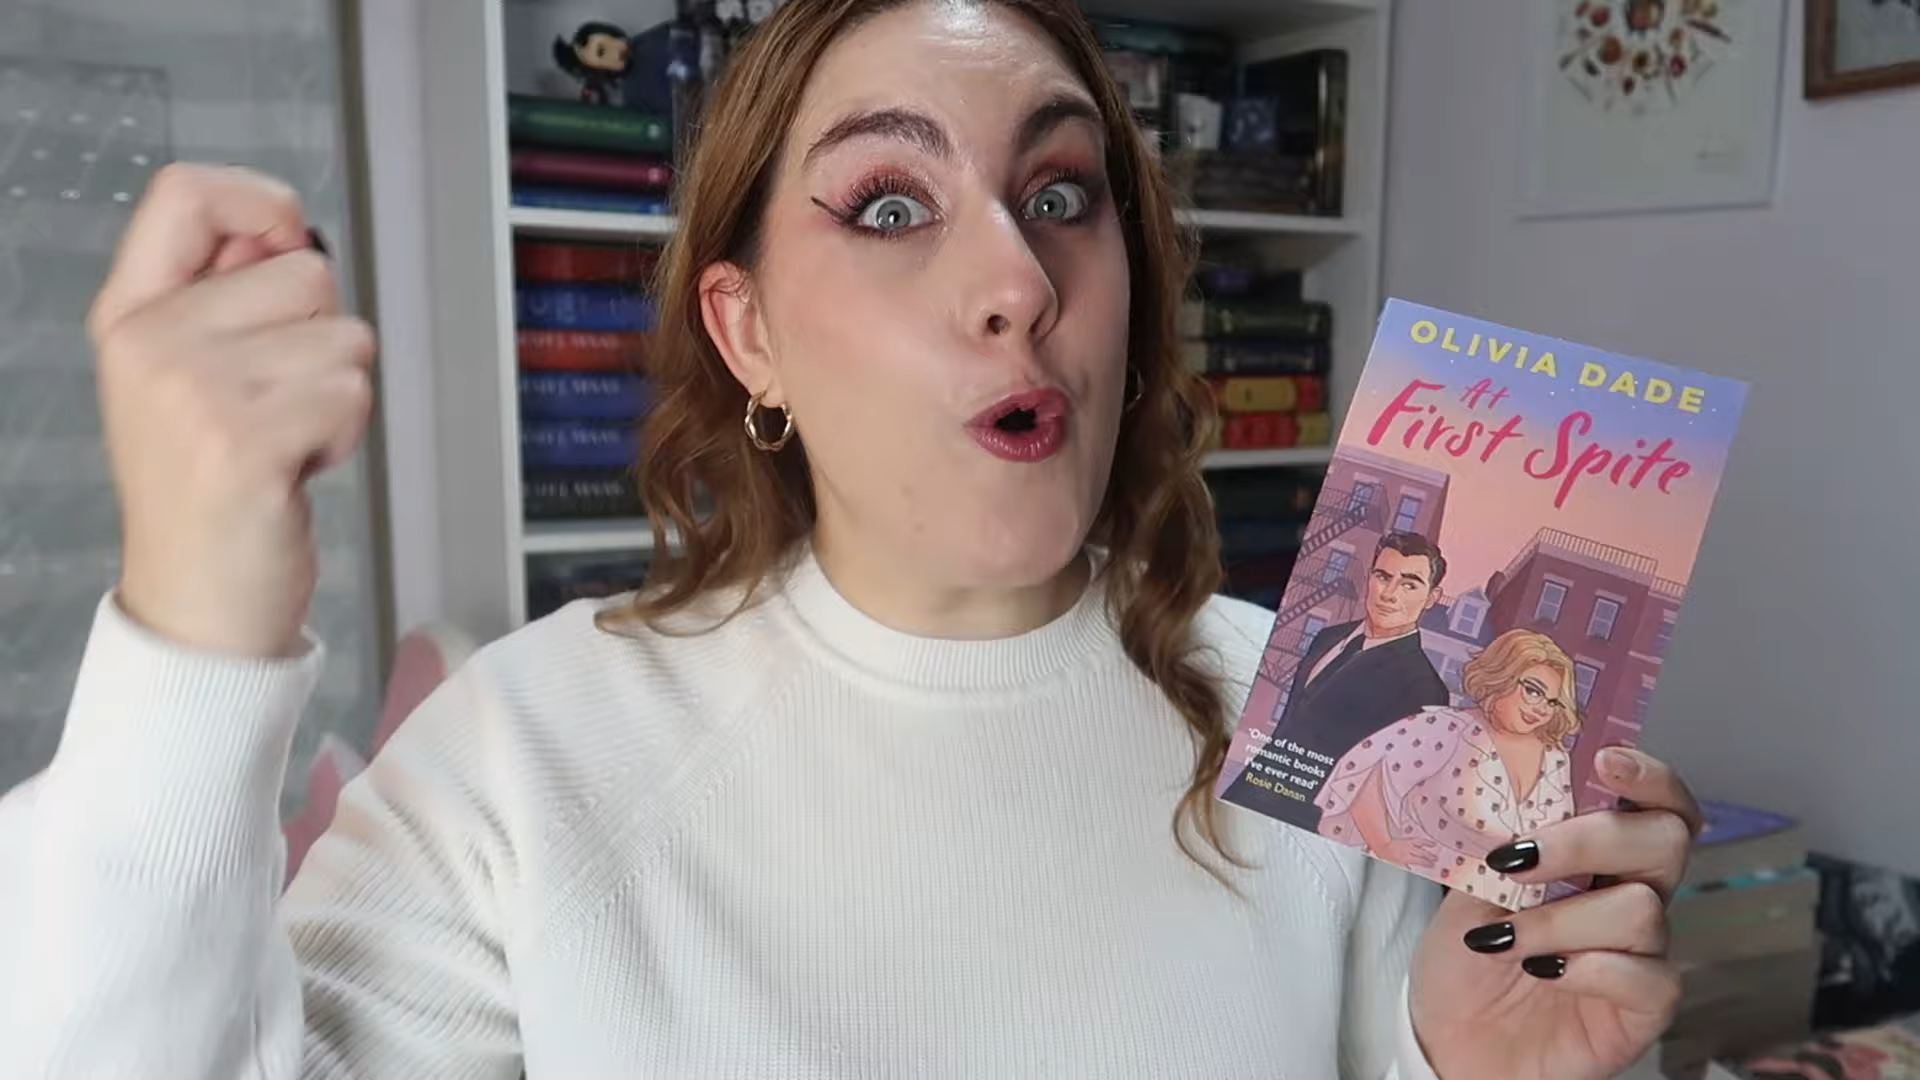 OLIVIA DADE
At
First Spite
'One of the most
romantic books
I've ever read'
Rosie Danan